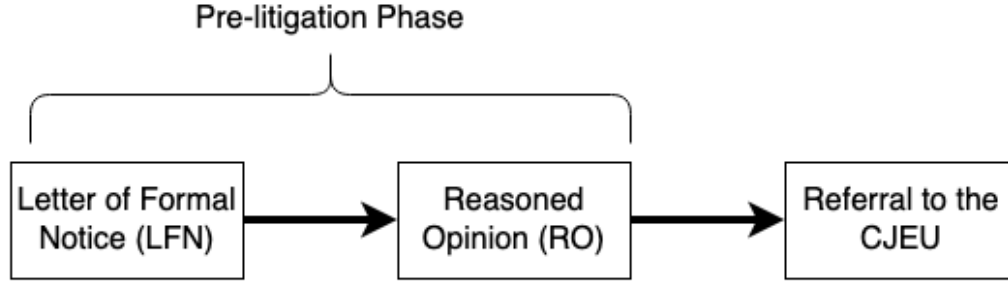 Pre-litigation Phase
Letter of Formal
Notice (LFN)
Reasoned
Opinion (RO)
Referral to the
CJEU